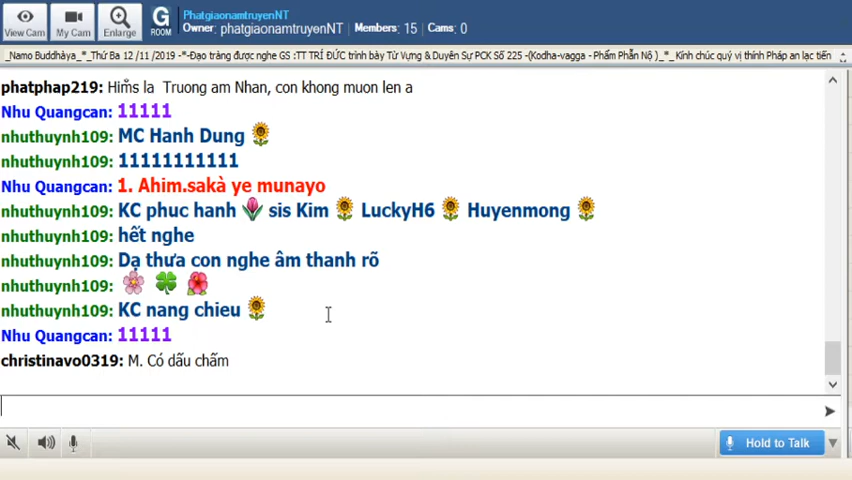 View Cam
My Cam
Enlarge
G
ROOM
PhatgiaonamtruyenNT
Owner: phatgiaonamtruyenNT | Members: 15 | Cams: 0
_Namo Buddhàya_*_Thứ Ba 12 /11 /2019 -*-Đạo tràng được nghe GS :TT TRÍ ĐỨC trình bày Từ Vựng & Duyên Sự PCK Số 225 -(Kodha-vagga - Phẩm Phẫn Nộ )_*_ Kính chúc quý vị thính Pháp an lạc tiến
phatphap219: Him̉s la Truong am Nhan, con khong muon len a
Nhu Quangcan: 11111
nhuthuynh109: MC Hanh Dung
nhuthuynh109: 11111111111
Nhu Quangcan: 1. Ahim.sakà ye munayo
nhuthuynh109: KC phuc hanh sis Kim LuckyH6 Huyenmong
nhuthuynh109: hết nghe
nhuthuynh109: Dạ thưa con nghe âm thanh rõ
nhuthuynh109:
nhuthuynh109: KC nang chieu
Nhu Quangcan: 11111
christinavo0319: M. Có dấu chấm
Hold to Talk